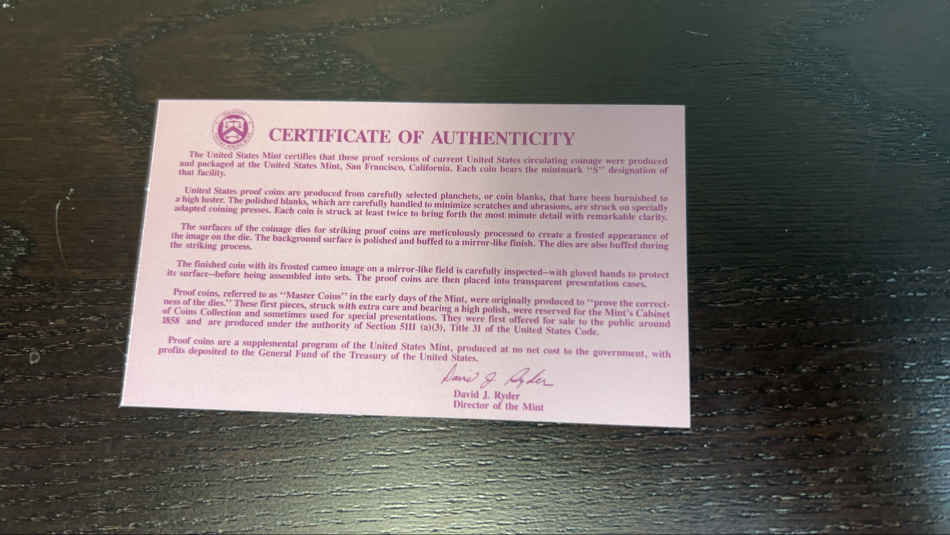 CERTIFICATE OF AUTHENTICITY
The United States Mint certifies that these proof versions of current United States circulating coinage were produced
and packaged at the United States Mint, San Francisco, California. Each coin bears the mintmark "S" designation of
that facility.
United States proof coins are produced from carefully selected planchets, or coin blanks, that have been burnished to
a high luster. The polished blanks, which are carefully handled to minimize scratches and abrasions, are struck on specially
adapted coining presses. Each coin is struck at least twice to bring forth the most minute detail with remarkable clarity.
The surfaces of the coinage dies for striking proof coins are meticulously processed to create a frosted appearance of
the image on the die. The background surface is polished and buffed to a mirror-like finish. The dies are also buffed during
the striking process.
The finished coin with its frosted cameo image on a mirror-like field is carefully inspected--with gloved hands to protect
its surface--before being assembled into sets. The proof coins are then placed into transparent presentation cases.
Proof coins, referred to as "Master Coins" in the early days of the Mint, were originally produced to "prove the correct-
ness of the dies." These first pieces, struck with extra care and bearing a high polish, were reserved for the Mint's Cabinet
of Coins Collection and sometimes used for special presentations. They were first offered for sale to the public around
1858 and are produced under the authority of Section 5111 (a)(3), Title 31 of the United States Code.
Proof coins are a supplemental program of the United States Mint, produced at no net cost to the government, with
profits deposited to the General Fund of the Treasury of the United States.
David J. Ryder
David J. Ryder
Director of the Mint